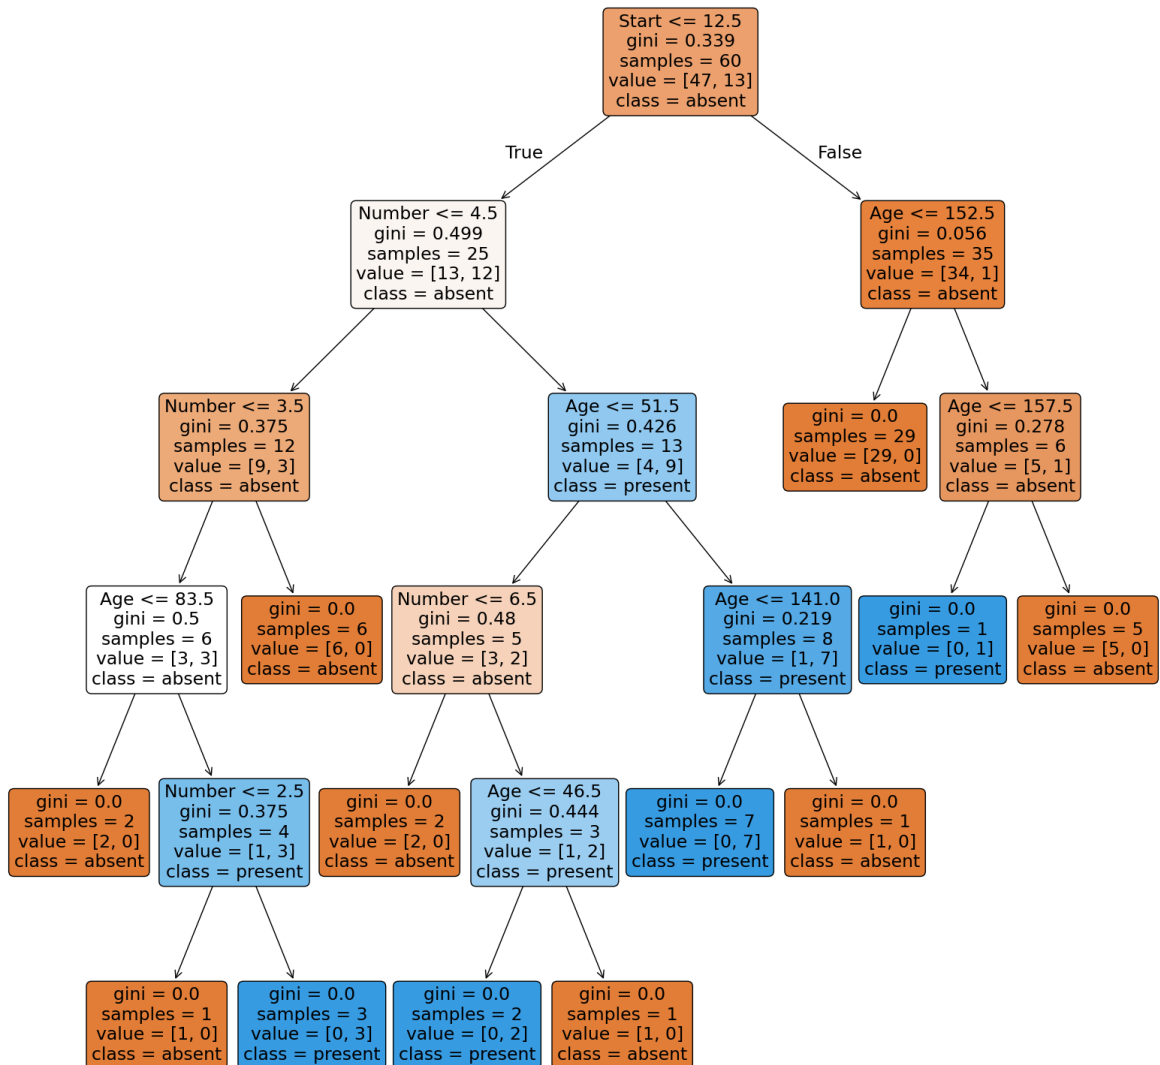 Start <= 12.5
gini = 0.339
samples = 60
value = [47, 13]
class = absent
True
False
Number <= 4.5
gini = 0.499
samples = 25
value = [13, 12]
class = absent
Age <= 152.5
gini = 0.056
samples = 35
value = [34, 1]
class = absent
Number <= 3.5
gini = 0.375
samples = 12
value = [9, 3]
class = absent
Age <= 51.5
gini = 0.426
samples = 13
value = [4, 9]
class = present
gini = 0.0
samples = 29
value = [29, 0]
class = absent
Age <= 157.5
gini = 0.278
samples = 6
value = [5, 1]
class = absent
Age <= 83.5
gini = 0.5
samples = 6
value = [3, 3]
class = absent
gini = 0.0
samples = 6
value = [6, 0]
class = absent
Number <= 6.5
gini = 0.48
samples = 5
value = [3, 2]
class = absent
Age <= 141.0
gini = 0.219
samples = 8
value = [1, 7]
class = present
gini = 0.0
samples = 1
value = [0, 1]
class = present
gini = 0.0
samples = 5
value = [5, 0]
class = absent
gini = 0.0
samples = 2
value = [2, 0]
class = absent
Number <= 2.5
gini = 0.375
samples = 4
value = [1, 3]
class = present
gini = 0.0
samples = 2
value = [2, 0]
class = absent
Age <= 46.5
gini = 0.444
samples = 3
value = [1, 2]
class = present
gini = 0.0
samples = 7
value = [0, 7]
class = present
gini = 0.0
samples = 1
value = [1, 0]
class = absent
gini = 0.0
samples = 1
value = [1, 0]
class = absent
gini = 0.0
samples = 3
value = [0, 3]
class = present
gini = 0.0
samples = 2
value = [0, 2]
class = present
gini = 0.0
samples = 1
value = [1, 0]
class = absent